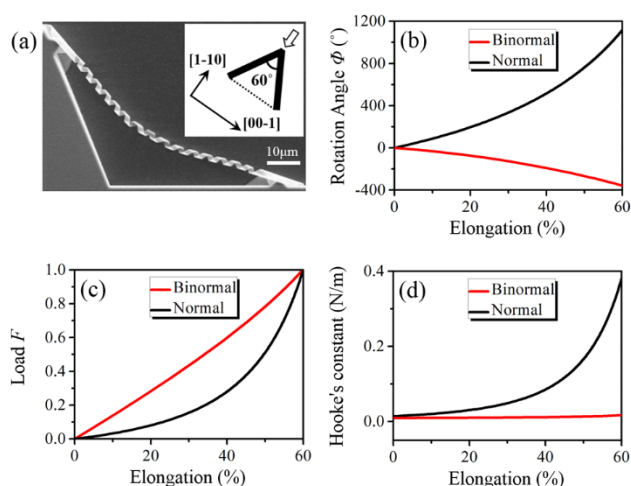 (a)
[1-10]
60°
[00-1]
10μm
(b)
Rotation Angle Φ (°)
1200
800
400
0
-400
Binormal
Normal
0 20 40 60
Elongation (%)
(c)
Load F
1.0
0.8
0.6
0.4
0.2
0.0
Binormal
Normal
0 20 40 60
Elongation (%)
(d)
Hooke's constant (N/m)
0.4
0.2
0.0
Binormal
Normal
0 20 40 60
Elongation (%)